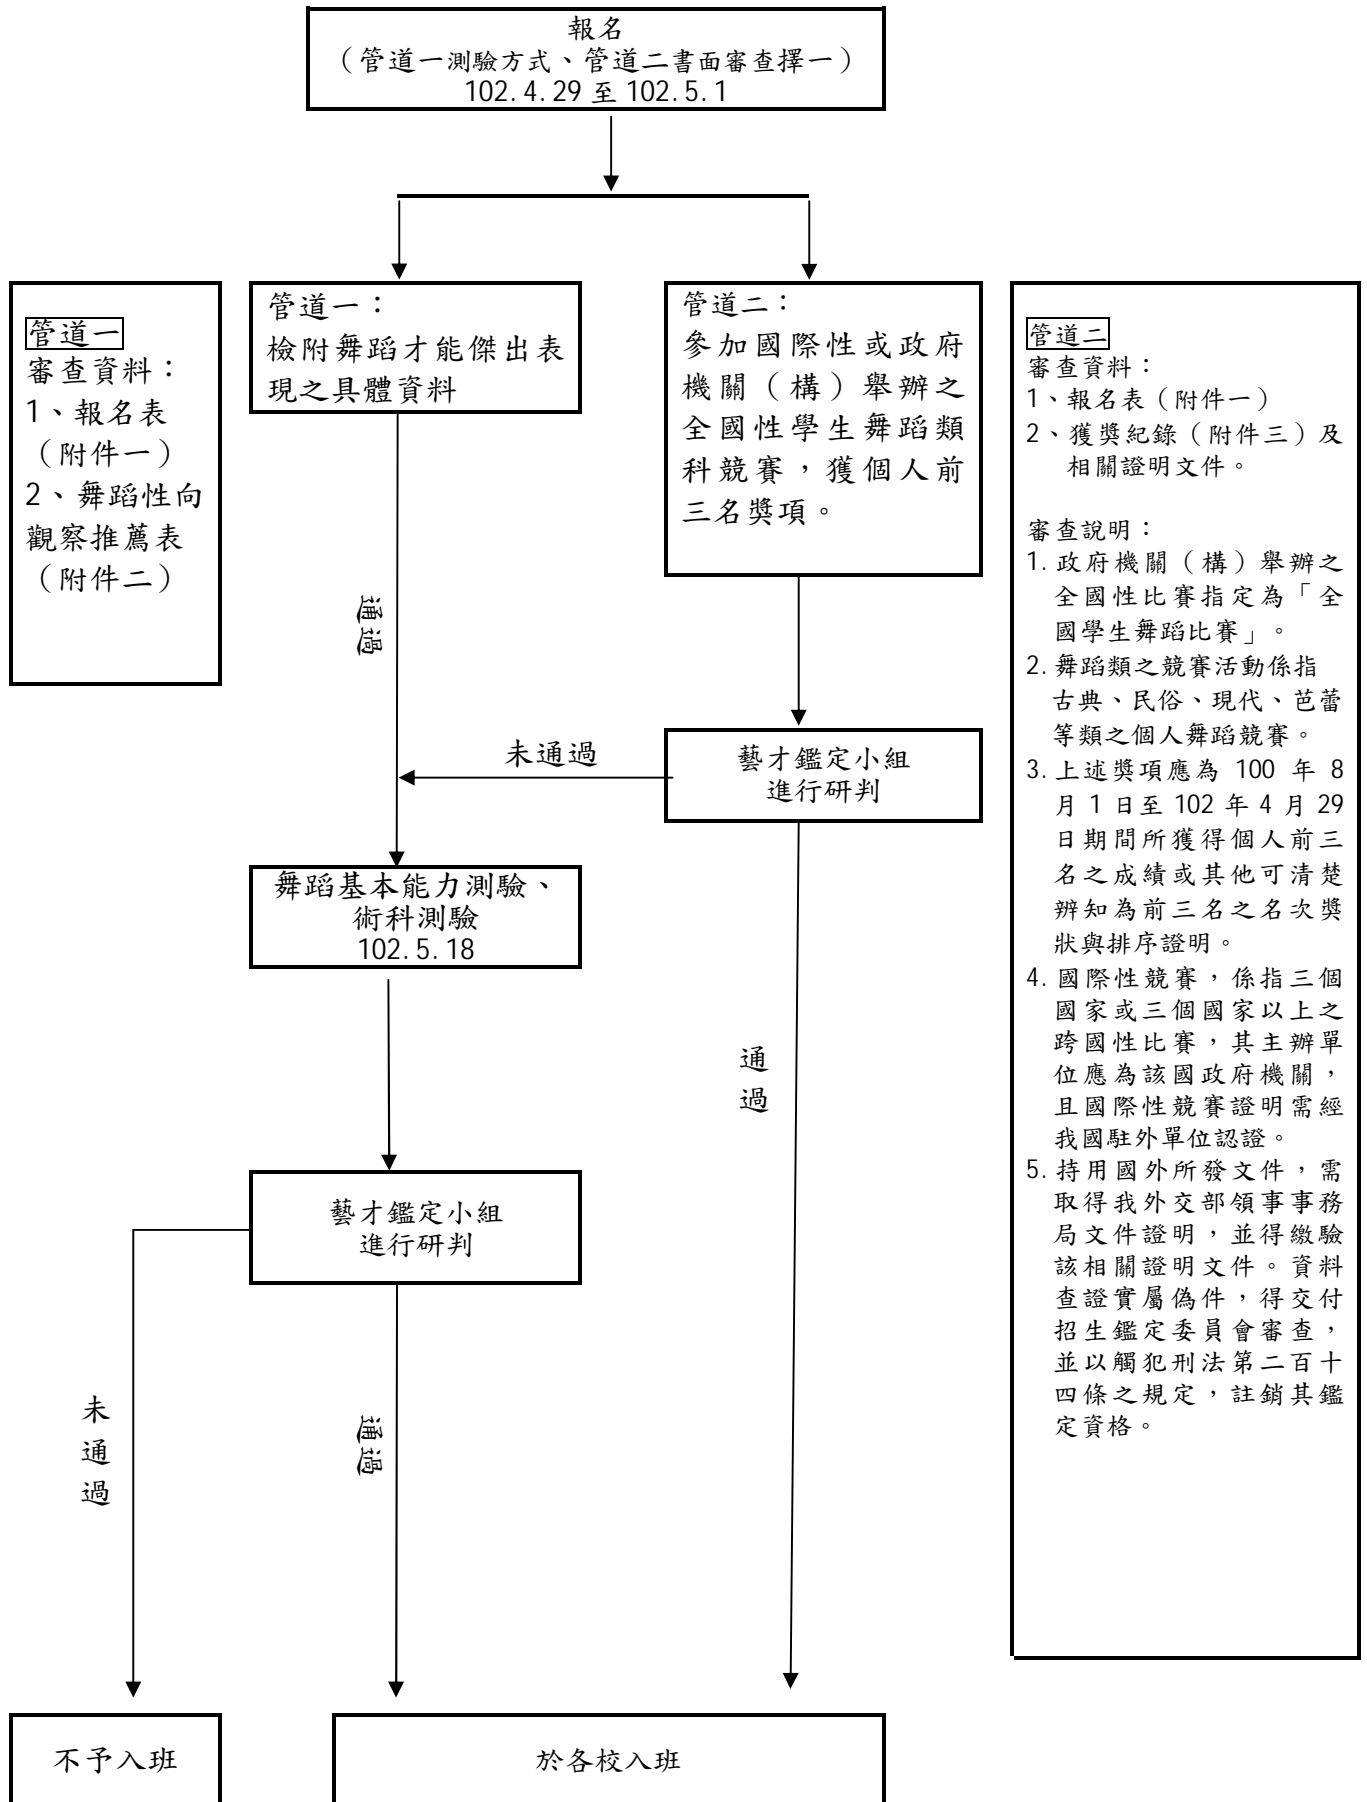 報名
（管道一測驗方式、管道二書面審查擇一）
102.4.29 至 102.5.1
管道一
審查資料：
1、報名表
（附件一）
2、舞蹈性向
觀察推薦表
（附件二）
管道一：
檢附舞蹈才能傑出表
現之具體資料
管道二：
參加國際性或政府
機關（構）舉辦之
全國性學生舞蹈類
科競賽，獲個人前
三名獎項。
管道二
審查資料：
1、報名表（附件一）
2、獲獎紀錄（附件三）及
相關證明文件。
審查說明：
1.政府機關（構）舉辦之
全國性比賽指定為「全
國學生舞蹈比賽」。
2.舞蹈類之競賽活動係指
古典、民俗、現代、芭蕾
等類之個人舞蹈競賽。
3.上述獎項應為 100 年 8
月 1 日至 102 年 4 月 29
日期間所獲得個人前三
名之成績或其他可清楚
辨知為前三名之名次獎
狀與排序證明。
4.國際性競賽，係指三個
國家或三個國家以上之
跨國性比賽，其主辦單
位應為該國政府機關，
且國際性競賽證明需經
我國駐外單位認證。
5.持用國外所發文件，需
取得我外交部領事事務
局文件證明，並得繳驗
該相關證明文件。資料
查證實屬偽件，得交付
招生鑑定委員會審查，
並以觸犯刑法第二百十
四條之規定，註銷其鑑
定資格。
通過
未通過
藝才鑑定小組
進行研判
舞蹈基本能力測驗、
術科測驗
102.5.18
通過
藝才鑑定小組
進行研判
未通過
通過
不予入班
於各校入班